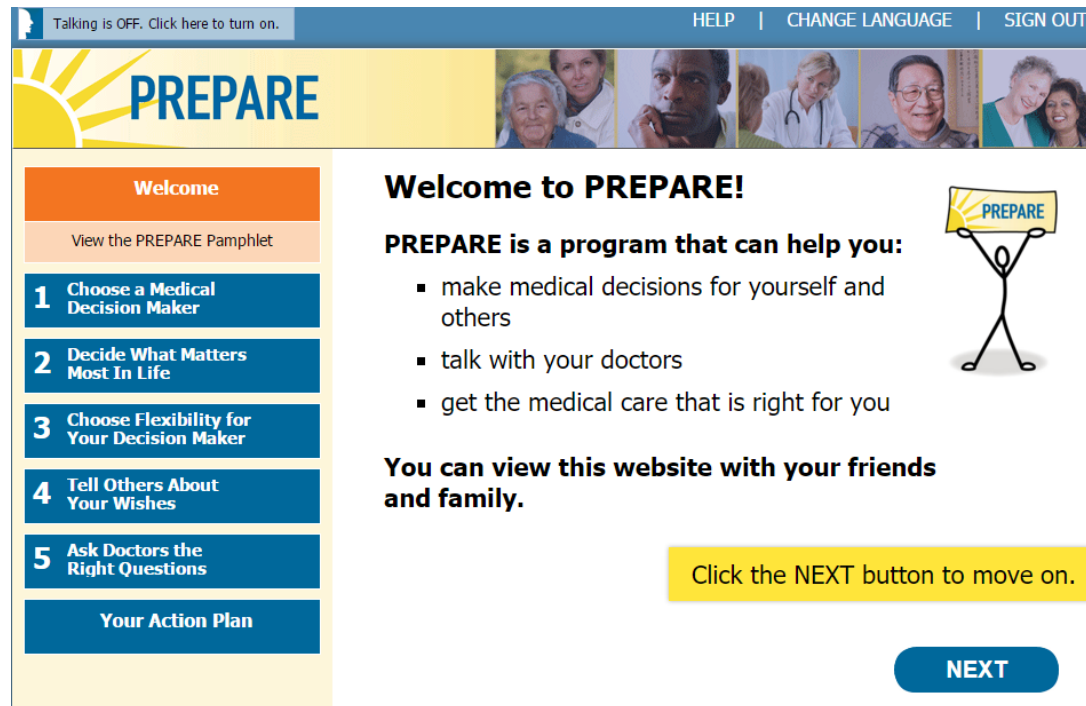 Talking is OFF. Click here to turn on.
HELP | CHANGE LANGUAGE | SIGN OUT
PREPARE
Welcome
View the PREPARE Pamphlet
1 Choose a Medical
Decision Maker
2 Decide What Matters
Most In Life
3 Choose Flexibility for
Your Decision Maker
4 Tell Others About
Your Wishes
5 Ask Doctors the
Right Questions
Your Action Plan
Welcome to PREPARE!
PREPARE
PREPARE is a program that can help you:
▪ make medical decisions for yourself and
others
▪ talk with your doctors
▪ get the medical care that is right for you
You can view this website with your friends
and family.
Click the NEXT button to move on.
NEXT